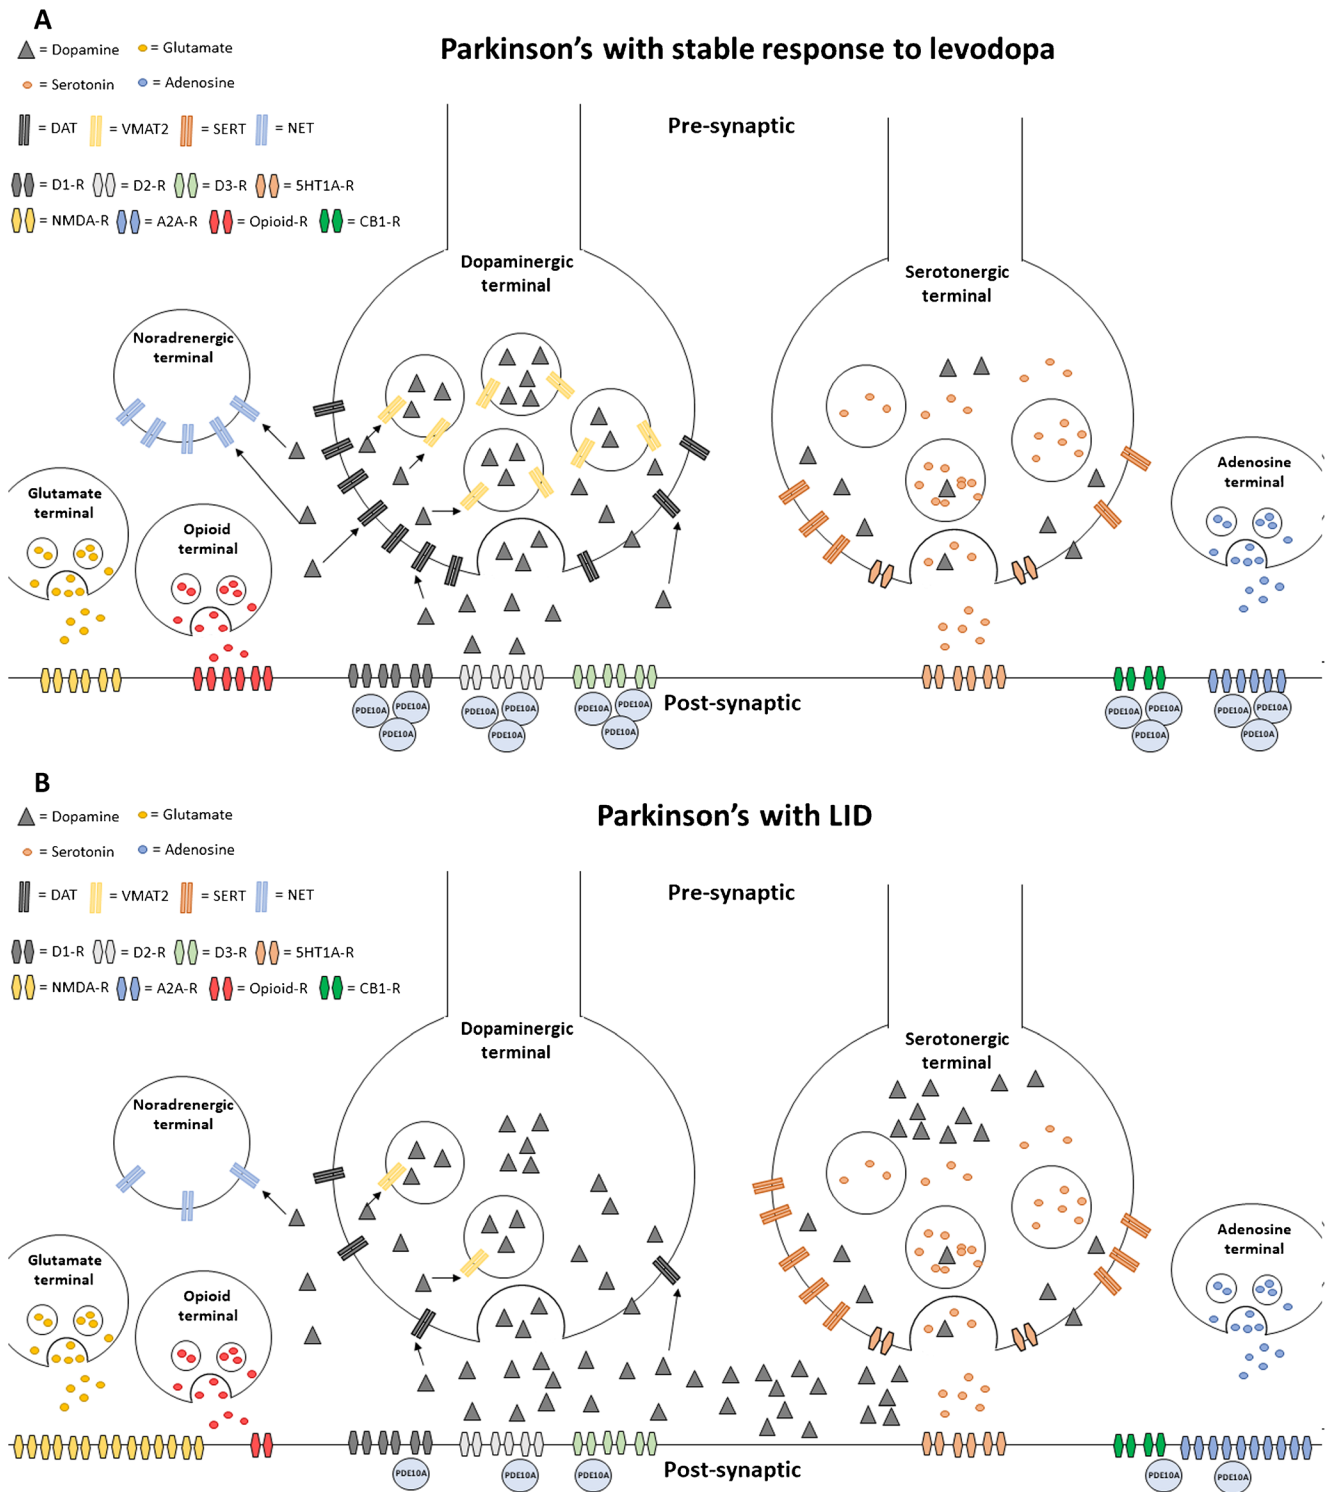 A
= Dopamine = Glutamate
Parkinson's with stable response to levodopa
= Serotonin = Adenosine
= DAT = VMAT2 = SERT = NET
Pre-synaptic
= D1-R = D2-R = D3-R = 5HT1A-R
= NMDA-R = A2A-R = Opioid-R = CB1-R
Dopaminergic
terminal
Serotonergic
terminal
Noradrenergic
terminal
Glutamate
terminal
Opioid
terminal
Adenosine
terminal
Post-synaptic
PDE10A PDE10A PDE10A PDE10A PDE10A PDE10A PDE10A PDE10A PDE10A PDE10A
PDE10A PDE10A PDE10A PDE10A PDE10A
B
= Dopamine = Glutamate
Parkinson's with LID
= Serotonin = Adenosine
= DAT = VMAT2 = SERT = NET
Pre-synaptic
= D1-R = D2-R = D3-R = 5HT1A-R
= NMDA-R = A2A-R = Opioid-R = CB1-R
Dopaminergic
terminal
Serotonergic
terminal
Noradrenergic
terminal
Glutamate
terminal
Opioid
terminal
Adenosine
terminal
Post-synaptic
PDE10A PDE10A PDE10A PDE10A PDE10A